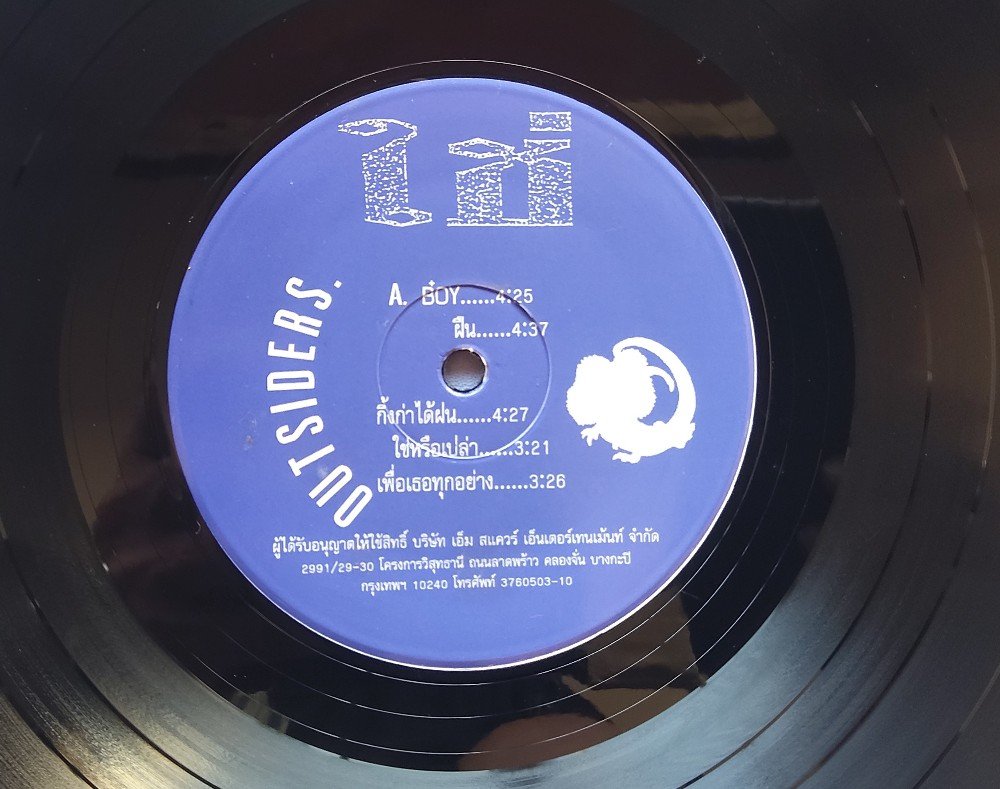 OUTSIDERS.
A. BO๋Y......4:25
ฝืน......4:37
กิ้งก่าได้ฝน......4:27
ใช่หรือเปล่า......3:21
เพื่อเธอทุกอย่าง......3:26
ผู้ได้รับอนุญาตให้ใช้สิทธิ์ บริษัท เอ็ม สแควร์ เอ็นเตอร์เทนเม้นท์ จำกัด
2991/29-30 โครงการวิสุทธานี ถนนลาดพร้าว คลองจั่น บางกะปิ
กรุงเทพฯ 10240 โทรศัพท์ 3760503-10